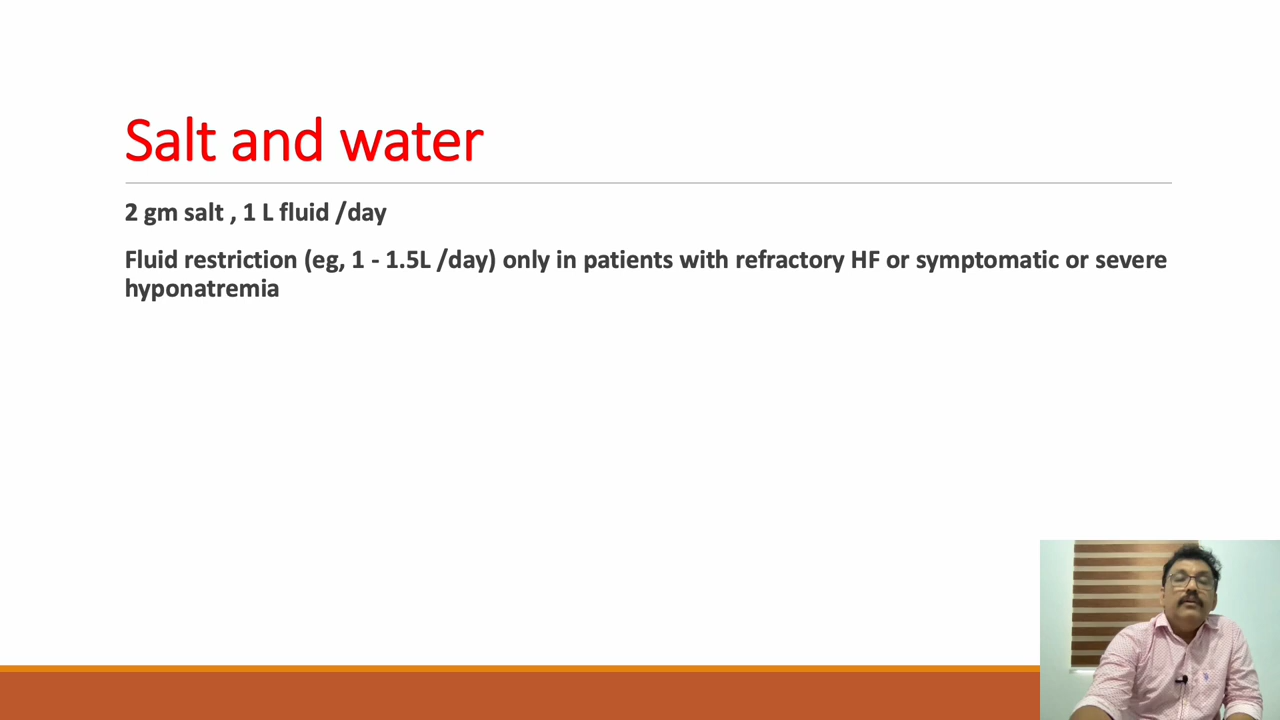 Salt and water
2 gm salt , 1 L fluid /day
Fluid restriction (eg, 1 - 1.5L /day) only in patients with refractory HF or symptomatic or severe
hyponatremia